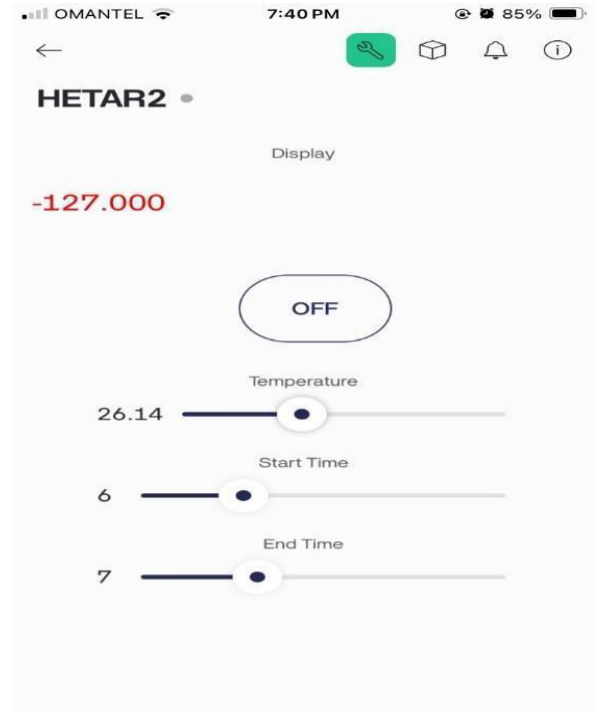 OMANTEL 7:40 PM 85%
HETAR2
Display
-127.000
OFF
Temperature
26.14
Start Time
6
End Time
7